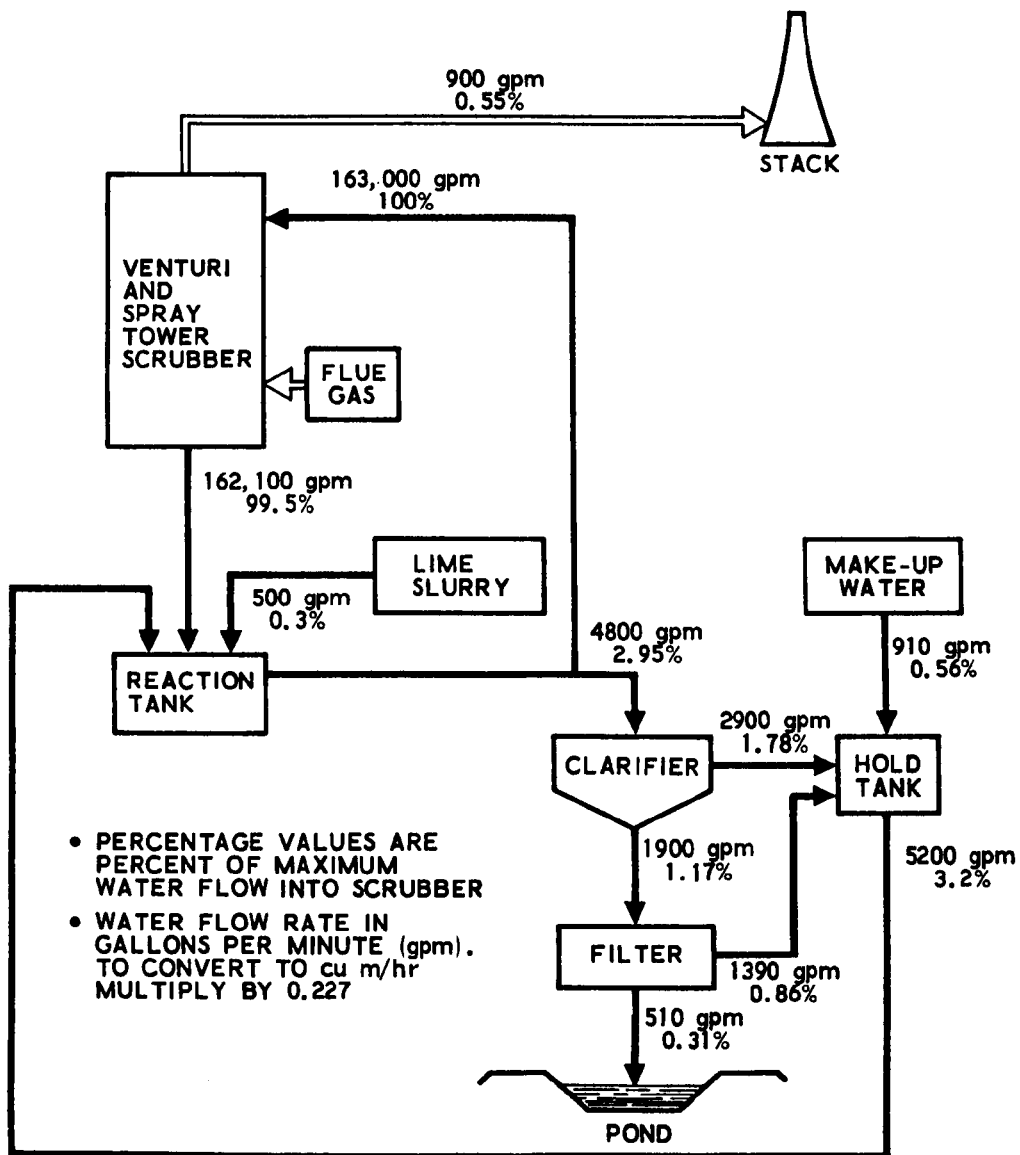 900 gpm
0.55%
STACK
163,000 gpm
100%
VENTURI
AND
SPRAY
TOWER
SCRUBBER
FLUE
GAS
162,100 gpm
99.5%
LIME
SLURRY
500 gpm
0.3%
MAKE-UP
WATER
4800 gpm
2.95%
910 gpm
0.56%
REACTION
TANK
2900 gpm
1.78%
CLARIFIER
HOLD
TANK
• PERCENTAGE VALUES ARE
PERCENT OF MAXIMUM
WATER FLOW INTO SCRUBBER
• WATER FLOW RATE IN
GALLONS PER MINUTE (gpm).
TO CONVERT TO cu m/hr
MULTIPLY BY 0.227
1900 gpm
1.17%
5200 gpm
3.2%
FILTER
1390 gpm
0.86%
510 gpm
0.31%
POND